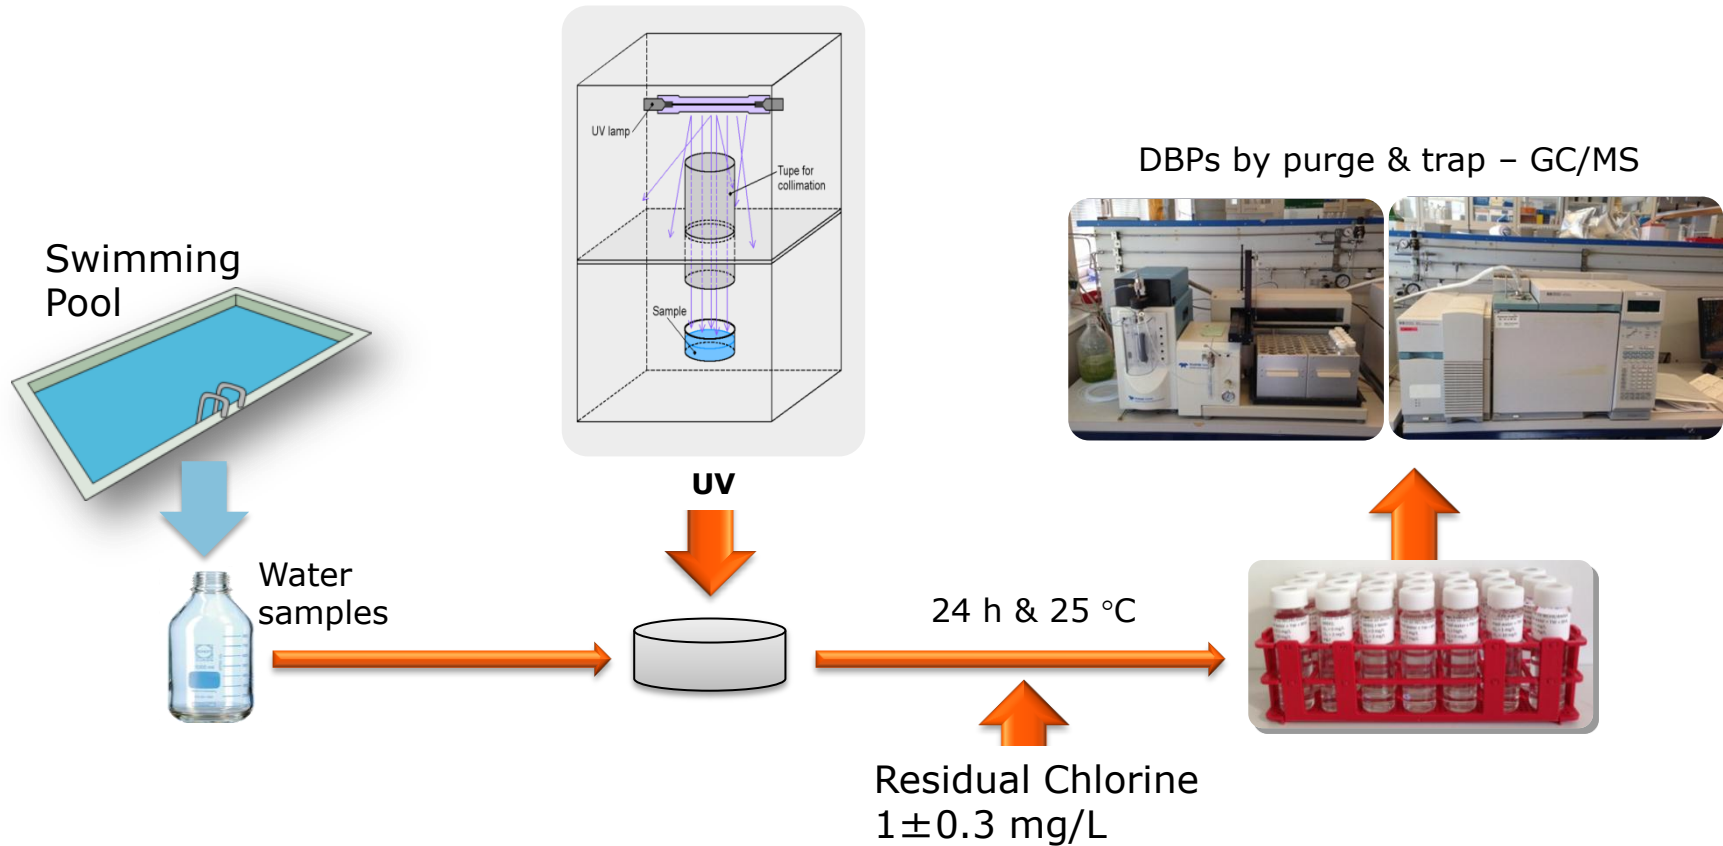 Swimming
Pool
Water
samples
UV lamp
Tupe for
collimation
Sample
UV
24 h & 25 °C
Residual Chlorine
1±0.3 mg/L
DBPs by purge & trap – GC/MS